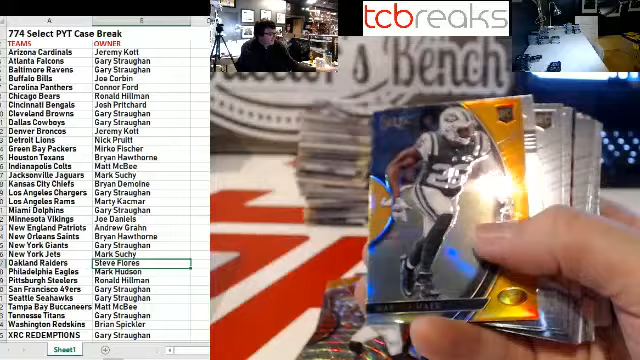 774 Select PYT Case Break
TEAMS OWNER
Arizona Cardinals Jeremy Kott
Atlanta Falcons Gary Straughan
Baltimore Ravens Gary Straughan
Buffalo Bills Joe Corbin
Carolina Panthers Connor Ford
Chicago Bears Ronald Hillman
Cincinnati Bengals Josh Pritchard
Cleveland Browns Gary Straughan
Dallas Cowboys Gary Straughan
Denver Broncos Jeremy Kott
Detroit Lions Nick Pruitt
Green Bay Packers Mirko Fischer
Houston Texans Bryan Hawthorne
Indianapolis Colts Matt McBee
Jacksonville Jaguars Mark Suchy
Kansas City Chiefs Bryan Demoine
Los Angeles Chargers Gary Straughan
Los Angeles Rams Marty Kacmar
Miami Dolphins Gary Straughan
Minnesota Vikings Joe Daniels
New England Patriots Andrew Grahn
New Orleans Saints Bryan Hawthorne
New York Giants Gary Straughan
New York Jets Mark Suchy
Oakland Raiders Steve Flores
Philadelphia Eagles Mark Hudson
Pittsburgh Steelers Ronald Hillman
San Francisco 49ers Gary Straughan
Seattle Seahawks Gary Straughan
Tampa Bay Buccaneers Matt McBee
Tennessee Titans Gary Straughan
Washington Redskins Brian Spickler
XRC REDEMPTIONS Gary Straughan
Sheet1
tcbreaks
's Bench